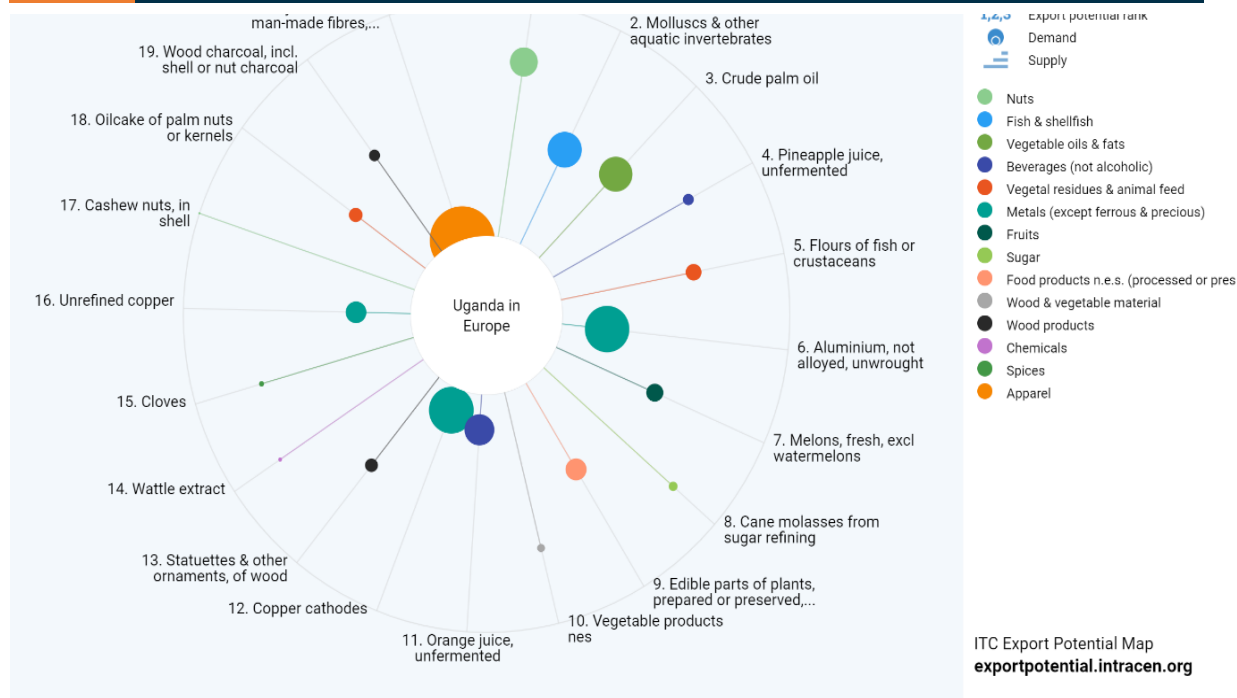 man-made fibres,...
2. Molluscs & other
aquatic invertebrates
19. Wood charcoal, incl.
shell or nut charcoal
3. Crude palm oil
18. Oilcake of palm nuts
or kernels
4. Pineapple juice,
unfermented
17. Cashew nuts, in
shell
5. Flours of fish or
crustaceans
16. Unrefined copper
Uganda in
Europe
6. Aluminium, not
alloyed, unwrought
15. Cloves
7. Melons, fresh, excl
watermelons
14. Wattle extract
8. Cane molasses from
sugar refining
13. Statuettes & other
ornaments, of wood
9. Edible parts of plants,
prepared or preserved,...
12. Copper cathodes
10. Vegetable products
nes
11. Orange juice,
unfermented
1,2,3 Export potential rank
Demand
Supply
Nuts
Fish & shellfish
Vegetable oils & fats
Beverages (not alcoholic)
Vegetal residues & animal feed
Metals (except ferrous & precious)
Fruits
Sugar
Food products n.e.s. (processed or pres
Wood & vegetable material
Wood products
Chemicals
Spices
Apparel
ITC Export Potential Map
exportpotential.intracen.org